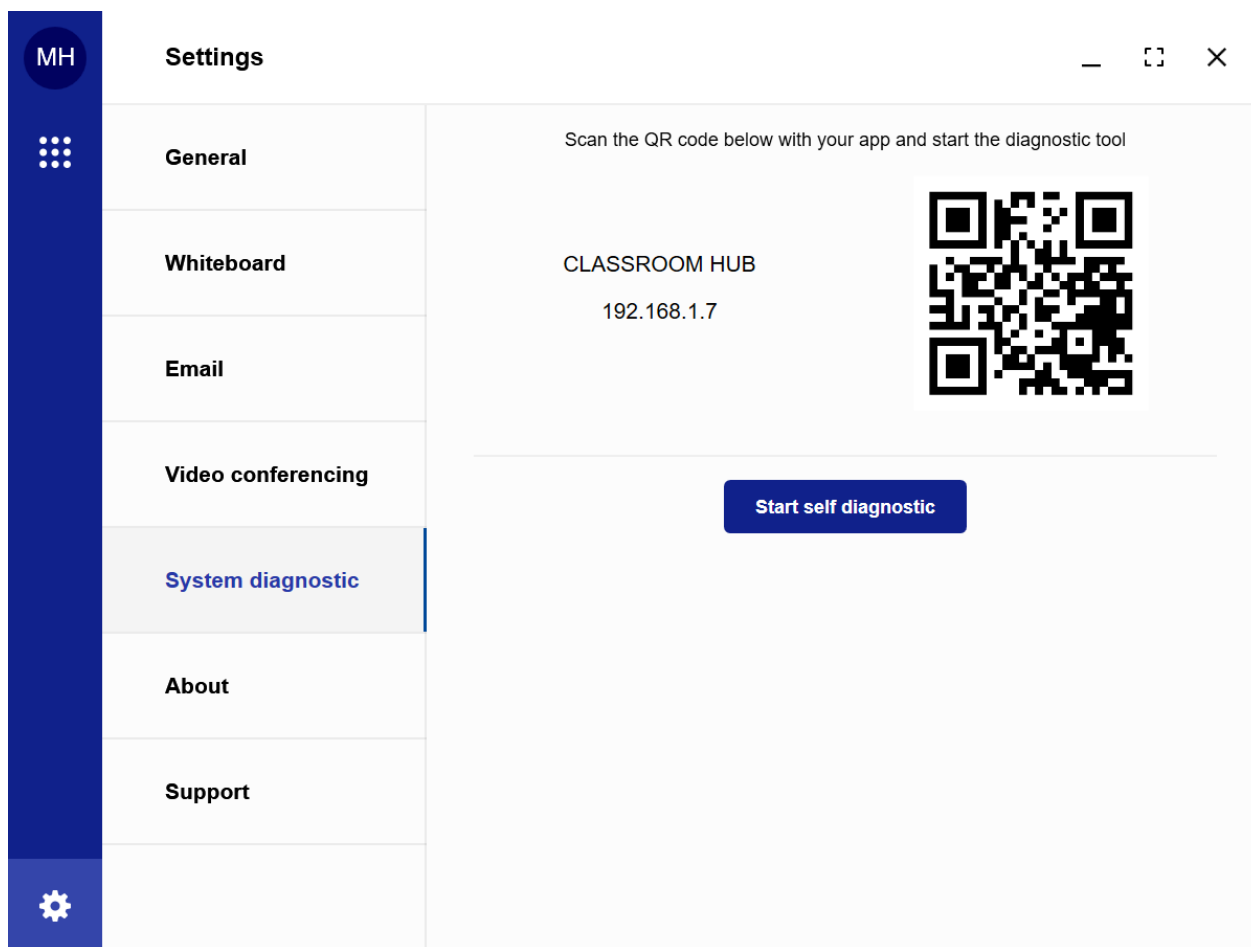 MH
Settings
General
Whiteboard
Email
Video conferencing
System diagnostic
About
Support
Scan the QR code below with your app and start the diagnostic tool
CLASSROOM HUB
192.168.1.7
Start self diagnostic